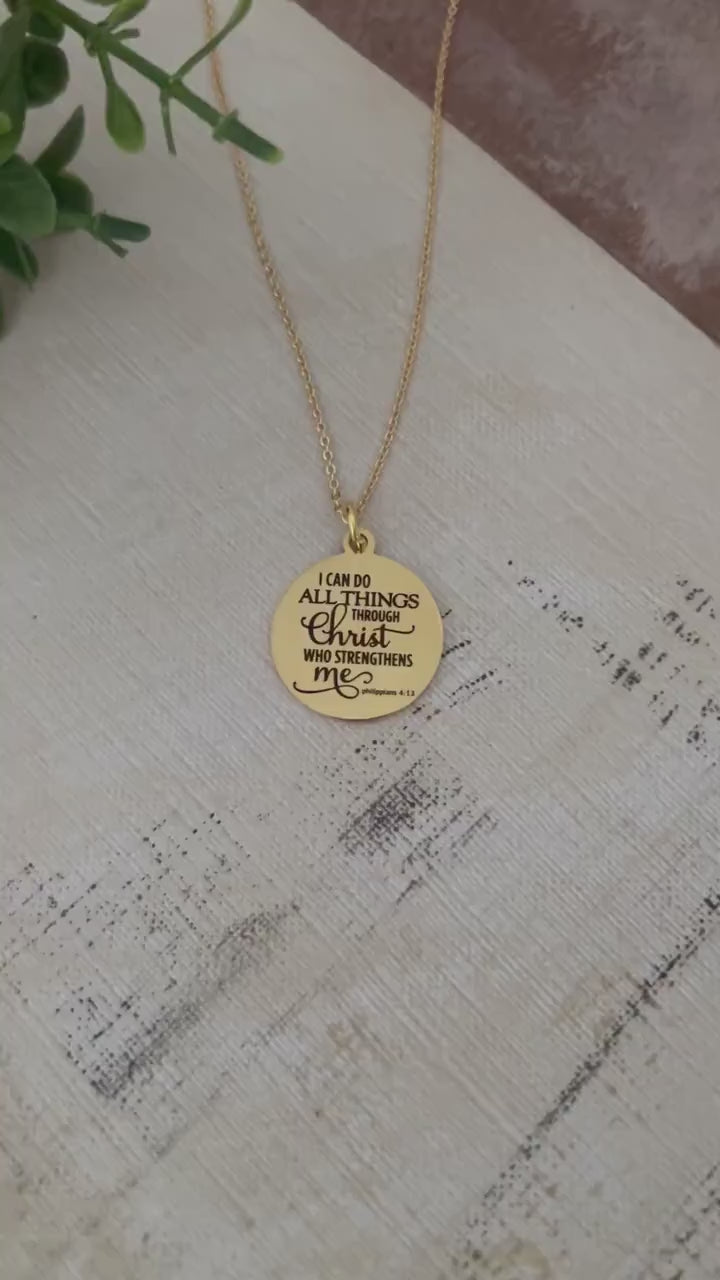 I CAN DO
ALL THINGS
THROUGH
Christ
WHO STRENGTHENS
me
philippians 4:13